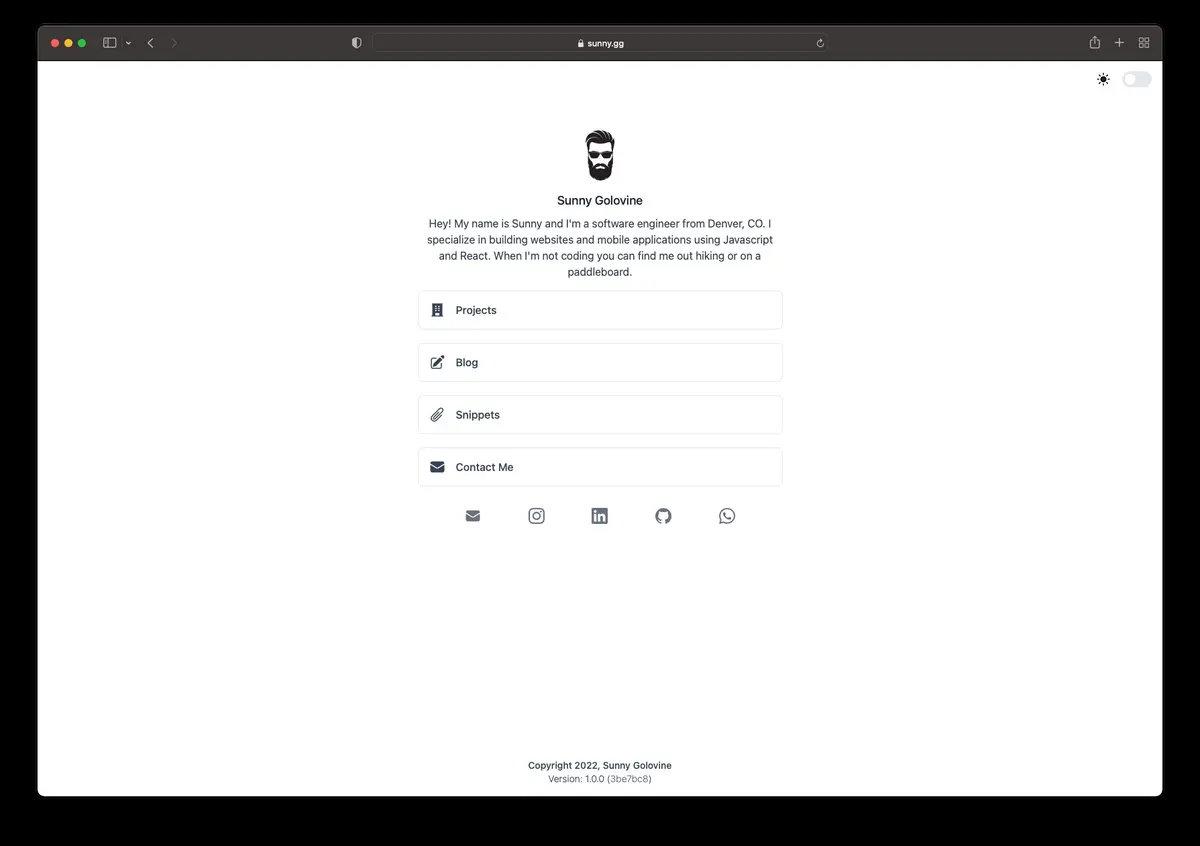 sunny.gg
Sunny Golovine
Hey! My name is Sunny and I'm a software engineer from Denver, CO. I
specialize in building websites and mobile applications using Javascript
and React. When I'm not coding you can find me out hiking or on a
paddleboard.
Projects
Blog
Snippets
Contact Me
in
Copyright 2022, Sunny Golovine
Version: 1.0.0 (3be7bc8)